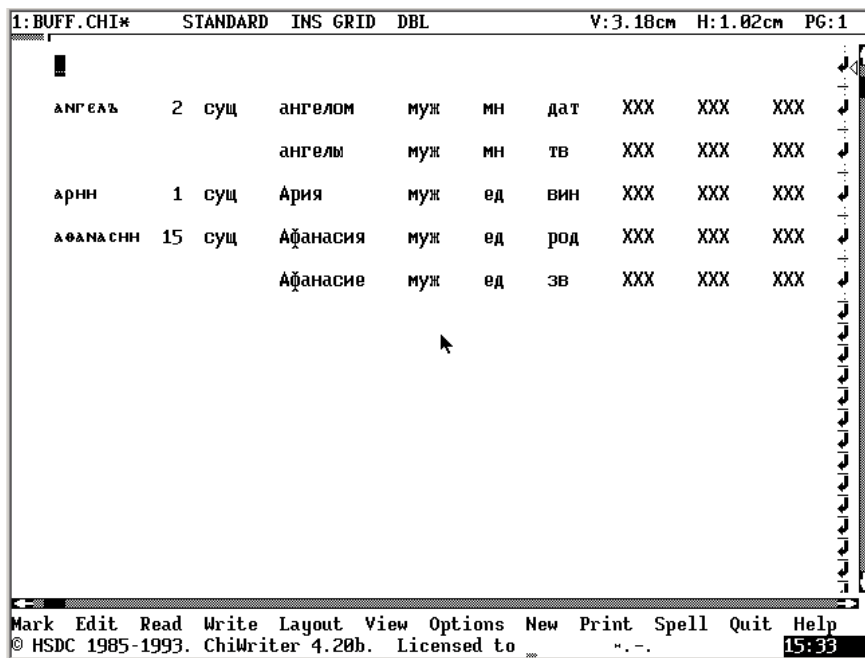 1:BUFF.CHI* STANDARD INS GRID DBL V:3.18cm H:1.02cm PG:1
ангелъ 2 сущ ангелом муж мн дат XXX XXX XXX
ангелы муж мн тв XXX XXX XXX
арии 1 сущ Ария муж ед вин XXX XXX XXX
аѳанасии 15 сущ Афанасия муж ед род XXX XXX XXX
Афанасие муж ед зв XXX XXX XXX
Mark Edit Read Write Layout View Options New Print Spell Quit Help
© HSDC 1985-1993. ChiWriter 4.20b. Licensed to 15:33